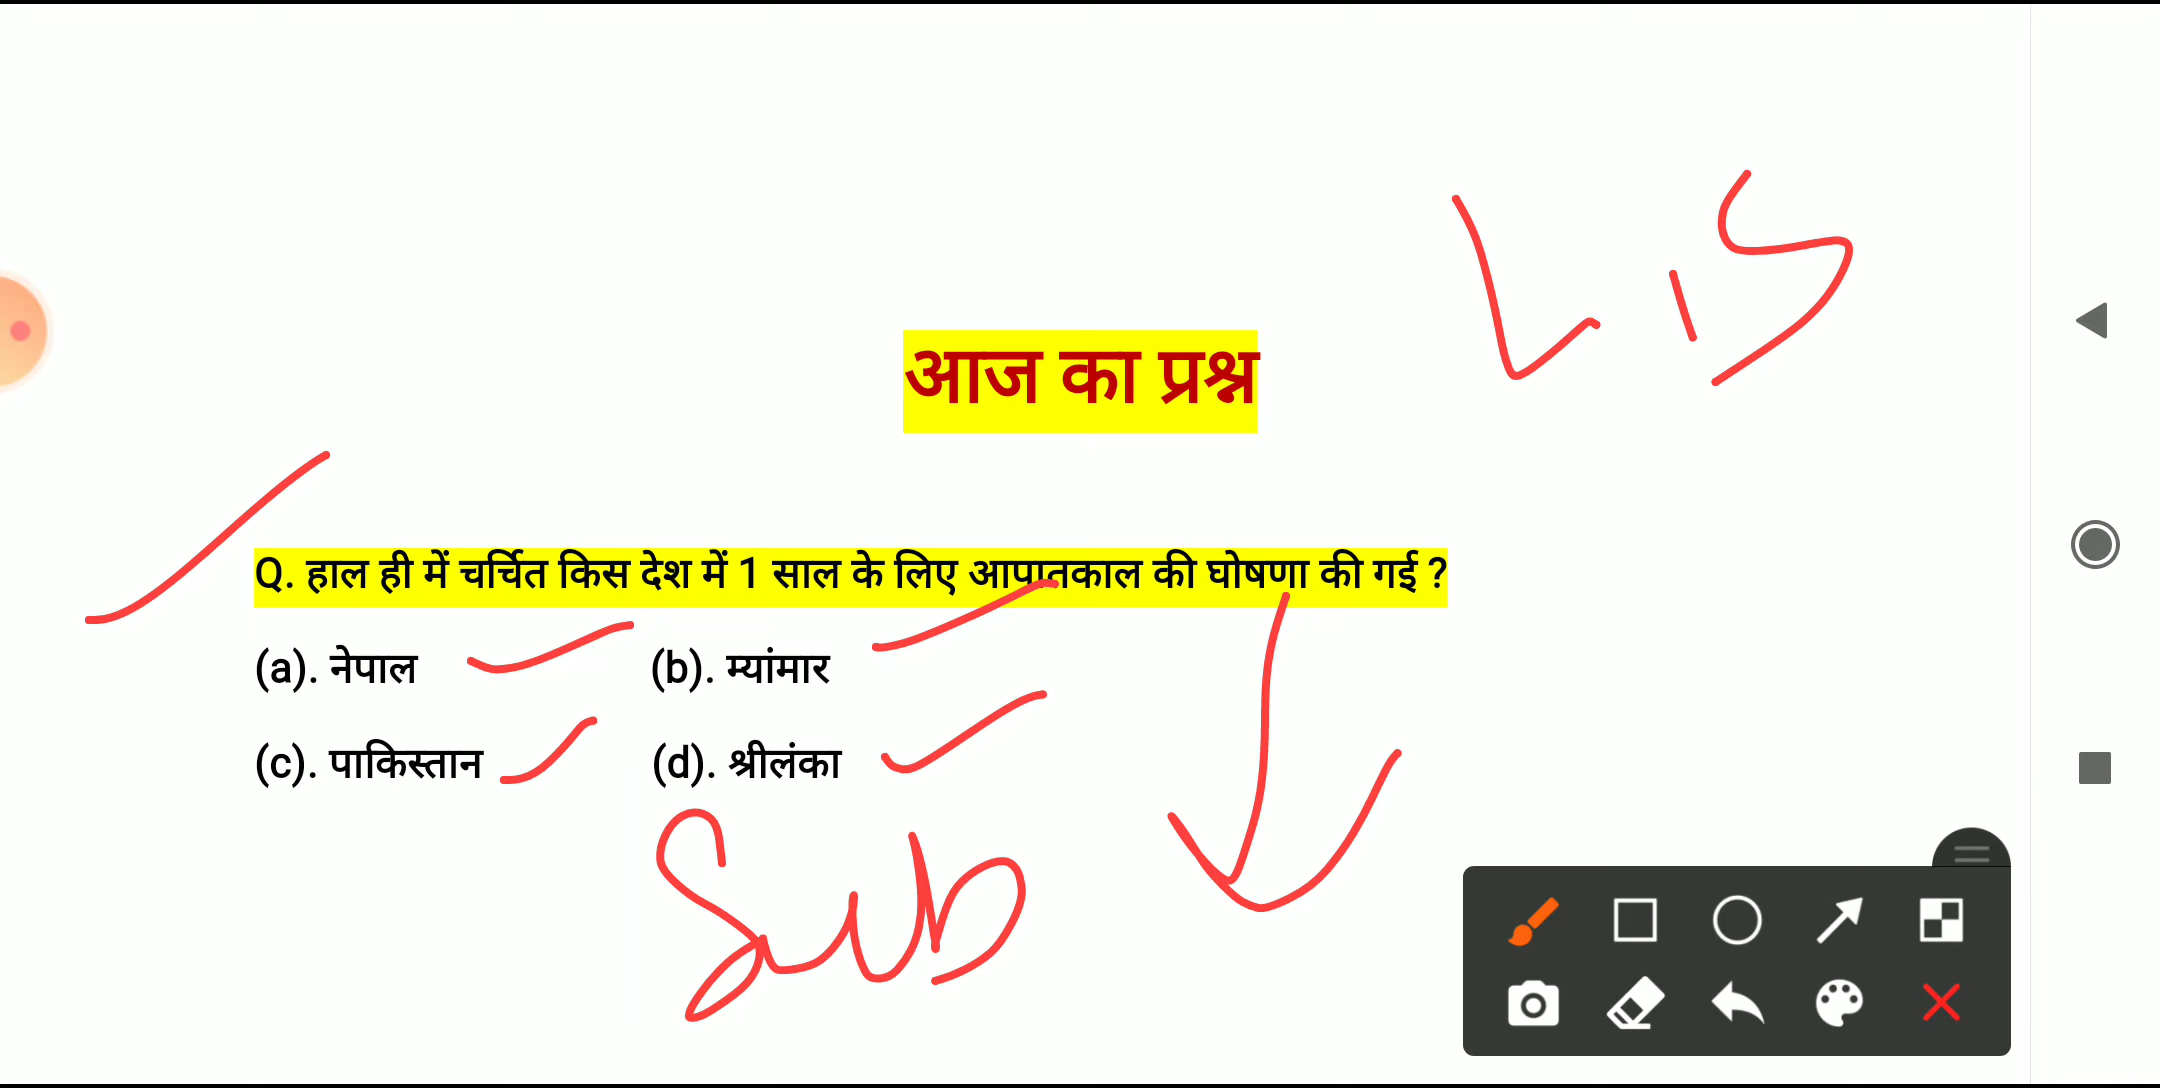 L.S
आज का प्रश्न
Q. हाल ही में चर्चित किस देश में 1 साल के लिए आपातकाल की घोषणा की गई ?
(a). नेपाल (b). म्यांमार
(c). पाकिस्तान (d). श्रीलंका
Sub